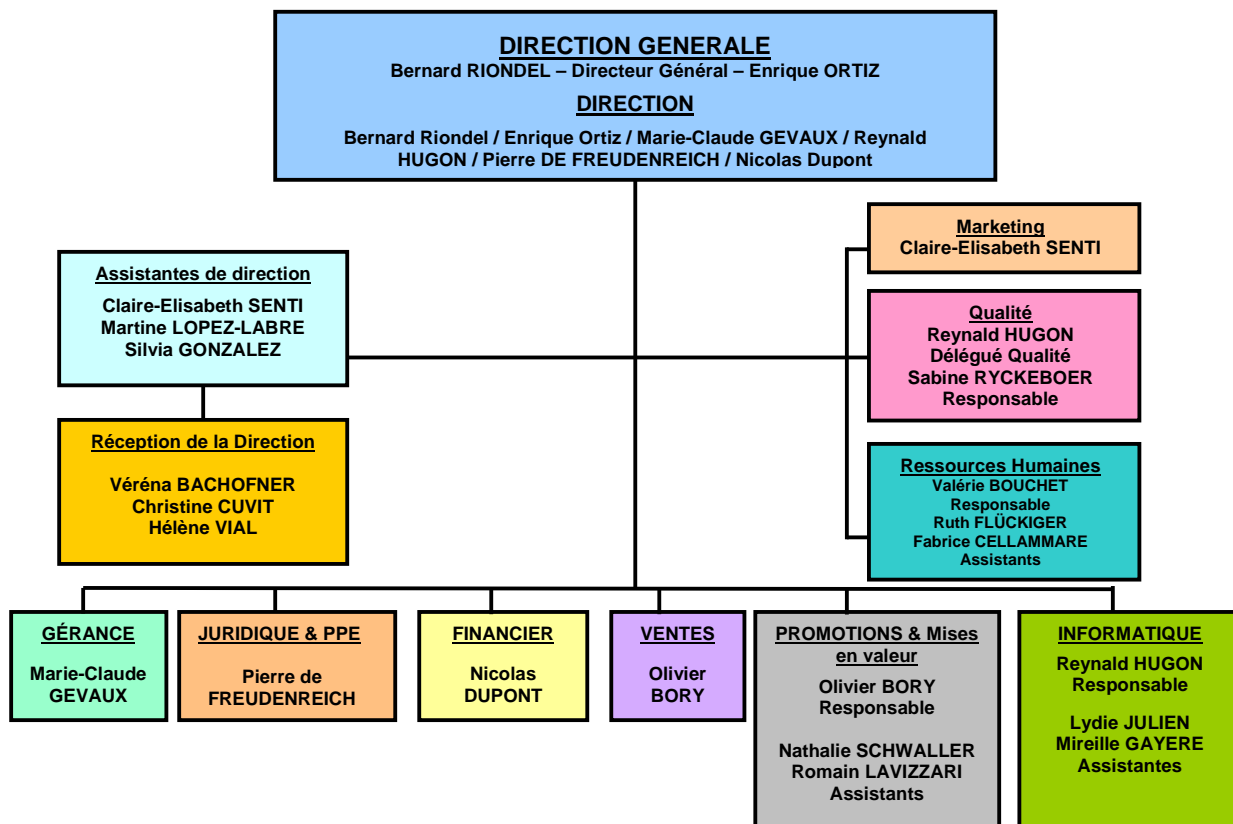 DIRECTION GENERALE
Bernard RIONDEL – Directeur Général – Enrique ORTIZ
DIRECTION
Bernard Riondel / Enrique Ortiz / Marie-Claude GEVAUX / Reynald
HUGON / Pierre DE FREUDENREICH / Nicolas Dupont
Marketing
Claire-Elisabeth SENTI
Assistantes de direction
Claire-Elisabeth SENTI
Martine LOPEZ-LABRE
Silvia GONZALEZ
Qualité
Reynald HUGON
Délégué Qualité
Sabine RYCKEBOER
Responsable
Réception de la Direction
Véréna BACHOFNER
Christine CUVIT
Hélène VIAL
Ressources Humaines
Valérie BOUCHET
Responsable
Ruth FLÜCKIGER
Fabrice CELLAMMARE
Assistants
GÉRANCE
Marie-Claude
GEVAUX
JURIDIQUE & PPE
Pierre de
FREUDENREICH
FINANCIER
Nicolas
DUPONT
VENTES
Olivier
BORY
PROMOTIONS & Mises
en valeur
Olivier BORY
Responsable
Nathalie SCHWALLER
Romain LAVIZZARI
Assistants
INFORMATIQUE
Reynald HUGON
Responsable
Lydie JULIEN
Mireille GAYERE
Assistantes